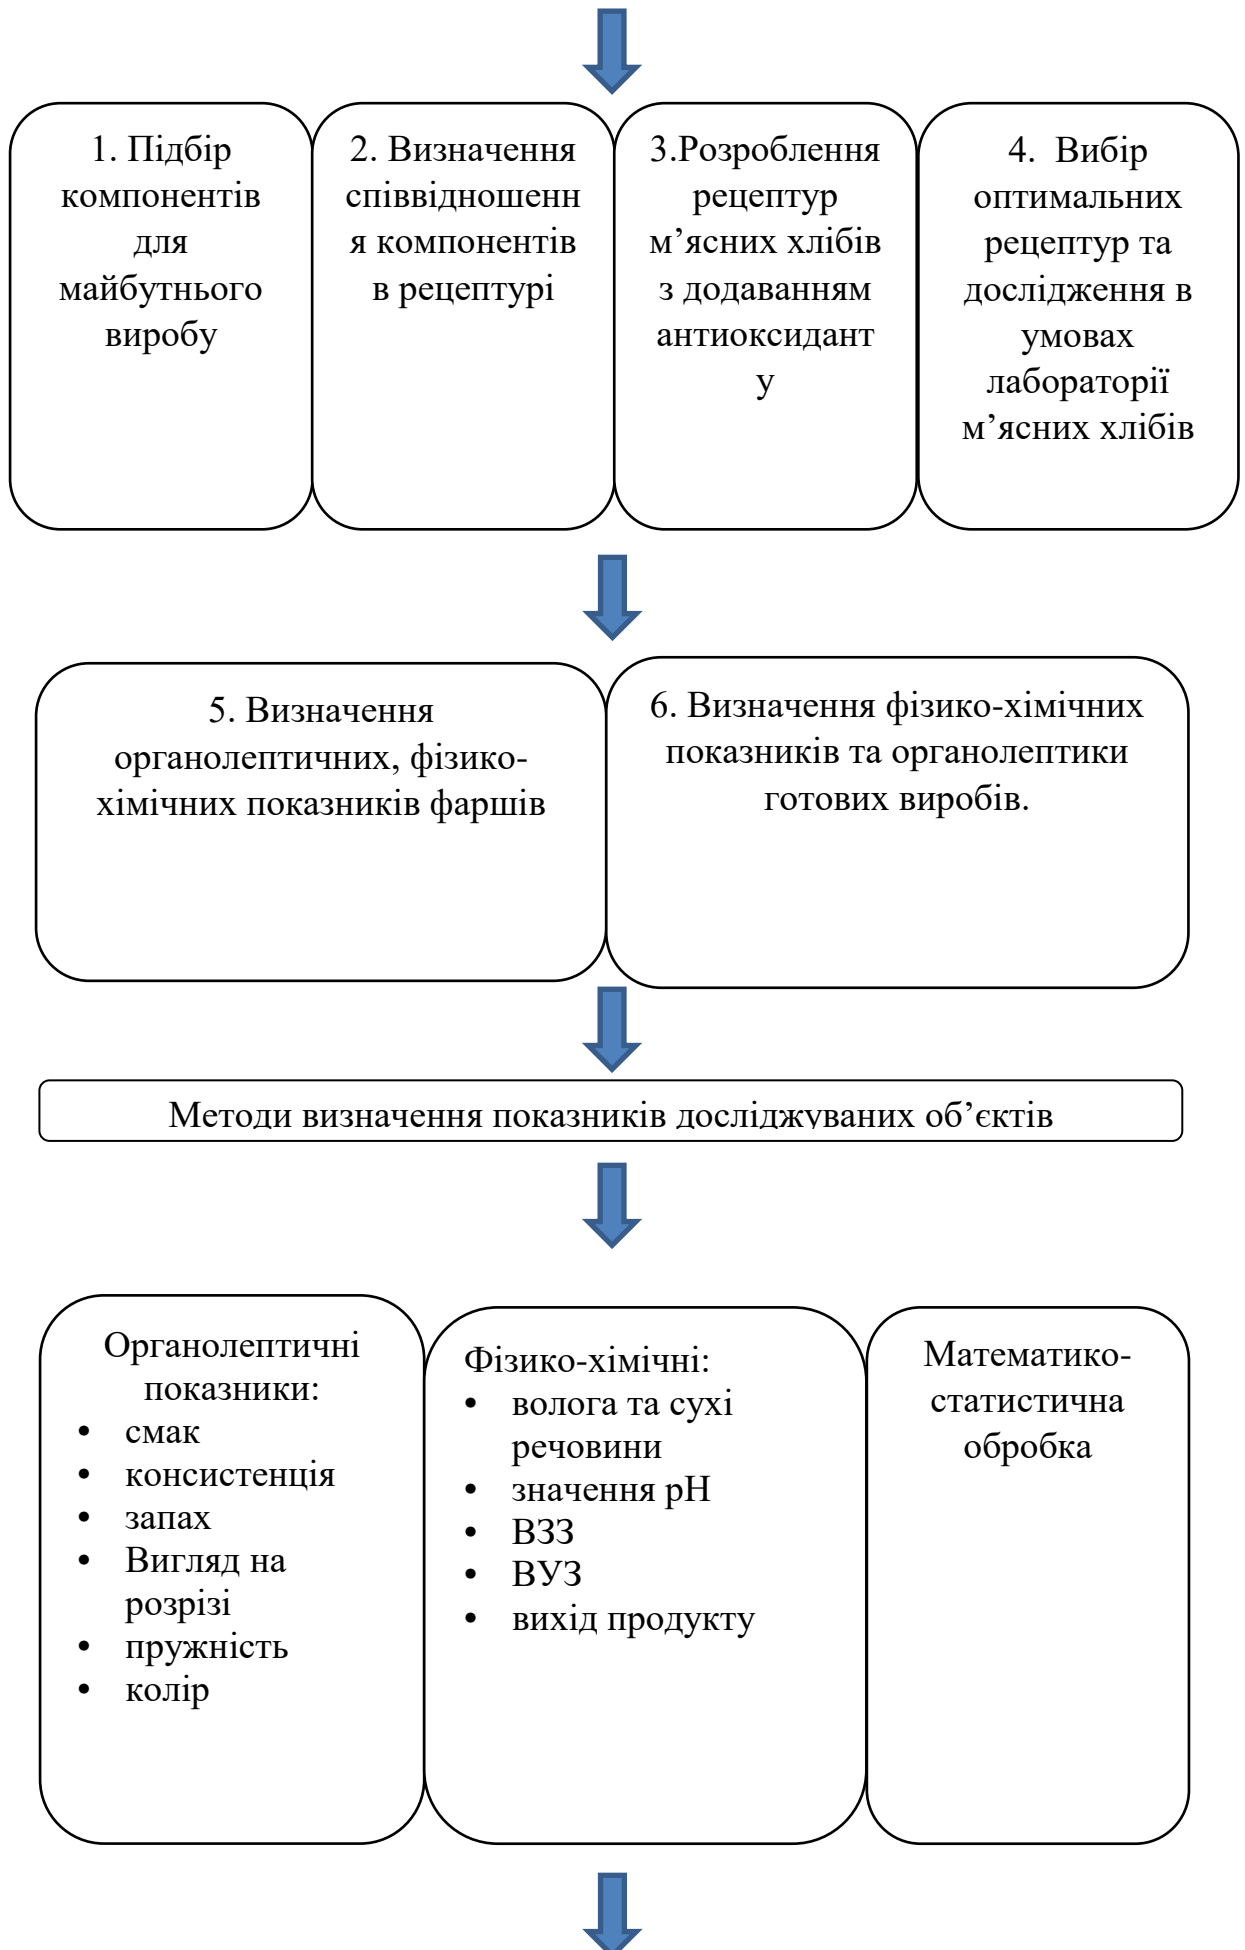 1. Підбір
компонентів
для
майбутнього
виробу
2. Визначення
співвідношенн
я компонентів
в рецептурі
3.Розроблення
рецептур
м’ясних хлібів
з додаванням
антиоксидант
у
4. Вибір
оптимальних
рецептур та
дослідження в
умовах
лабораторії
м’ясних хлібів
5. Визначення
органолептичних, фізико-
хімічних показників фаршів
6. Визначення фізико-хімічних
показників та органолептики
готових виробів.
Методи визначення показників досліджуваних об’єктів
Органолептичні
показники:
• смак
• консистенція
• запах
• Вигляд на
розрізі
• пружність
• колір
Фізико-хімічні:
• волога та сухі
речовини
• значення рН
• ВЗЗ
• ВУЗ
• вихід продукту
Математико-
статистична
обробка